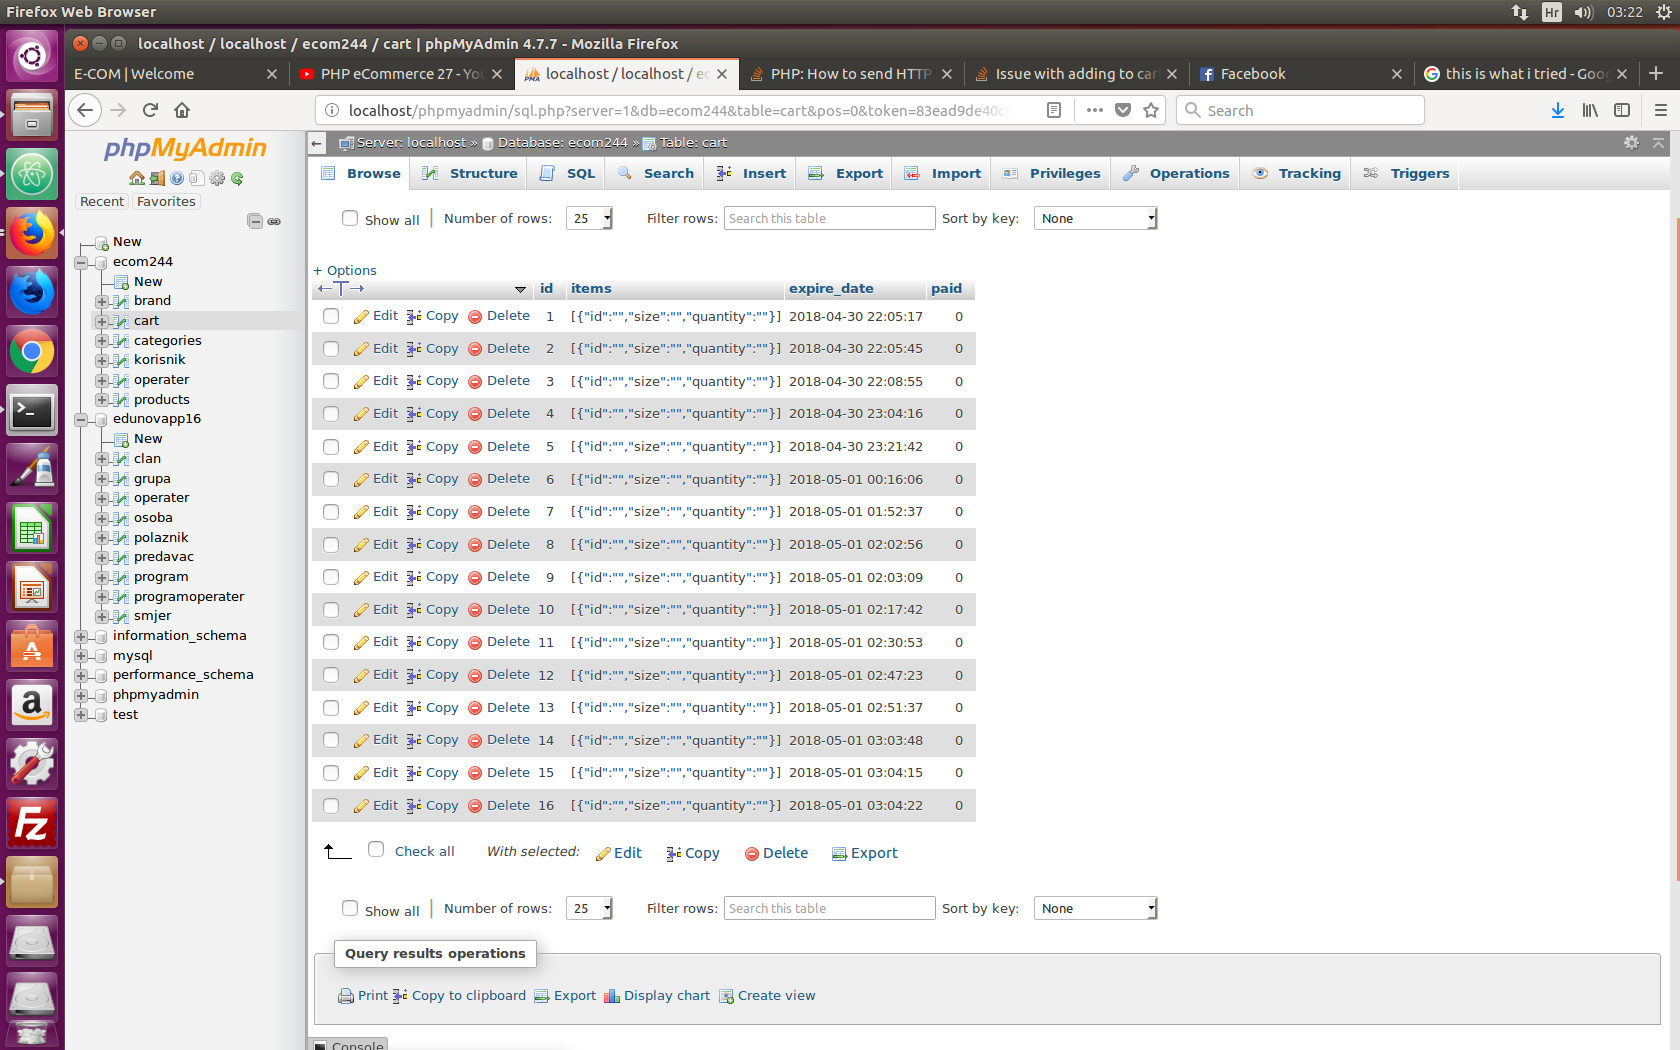 Firefox Web Browser
Hr
03:22
localhost / localhost / ecom244 / cart | phpMyAdmin 4.7.7 - Mozilla Firefox
E-COM | Welcome
PHP eCommerce 27 - You
localhost / localhost / ec
PHP: How to send HTTP
Issue with adding to car
Facebook
this is what i tried - Goog
localhost/phpmyadmin/sql.php?server=1&db=ecom244&table=cart&pos=0&token=83ead9de40c
Search
phpMyAdmin
Recent
Favorites
New
ecom244
New
brand
cart
categories
korisnik
operater
products
edunovapp16
New
clan
grupa
operater
osoba
polaznik
predavac
program
programoperater
smjer
information_schema
mysql
performance_schema
phpmyadmin
test
Server: localhost » Database: ecom244 » Table: cart
Browse Structure SQL Search Insert Export Import Privileges Operations Tracking Triggers
Show all | Number of rows: 25 Filter rows: Search this table Sort by key: None
+ Options
←T→ id items expire_date paid
Edit Copy Delete 1 [{"id":"","size":"","quantity":""}] 2018-04-30 22:05:17 0
Edit Copy Delete 2 [{"id":"","size":"","quantity":""}] 2018-04-30 22:05:45 0
Edit Copy Delete 3 [{"id":"","size":"","quantity":""}] 2018-04-30 22:08:55 0
Edit Copy Delete 4 [{"id":"","size":"","quantity":""}] 2018-04-30 23:04:16 0
Edit Copy Delete 5 [{"id":"","size":"","quantity":""}] 2018-04-30 23:21:42 0
Edit Copy Delete 6 [{"id":"","size":"","quantity":""}] 2018-05-01 00:16:06 0
Edit Copy Delete 7 [{"id":"","size":"","quantity":""}] 2018-05-01 01:52:37 0
Edit Copy Delete 8 [{"id":"","size":"","quantity":""}] 2018-05-01 02:02:56 0
Edit Copy Delete 9 [{"id":"","size":"","quantity":""}] 2018-05-01 02:03:09 0
Edit Copy Delete 10 [{"id":"","size":"","quantity":""}] 2018-05-01 02:17:42 0
Edit Copy Delete 11 [{"id":"","size":"","quantity":""}] 2018-05-01 02:30:53 0
Edit Copy Delete 12 [{"id":"","size":"","quantity":""}] 2018-05-01 02:47:23 0
Edit Copy Delete 13 [{"id":"","size":"","quantity":""}] 2018-05-01 02:51:37 0
Edit Copy Delete 14 [{"id":"","size":"","quantity":""}] 2018-05-01 03:03:48 0
Edit Copy Delete 15 [{"id":"","size":"","quantity":""}] 2018-05-01 03:04:15 0
Edit Copy Delete 16 [{"id":"","size":"","quantity":""}] 2018-05-01 03:04:22 0
Check all With selected: Edit Copy Delete Export
Show all | Number of rows: 25 Filter rows: Search this table Sort by key: None
Query results operations
Print Copy to clipboard Export Display chart Create view
Console